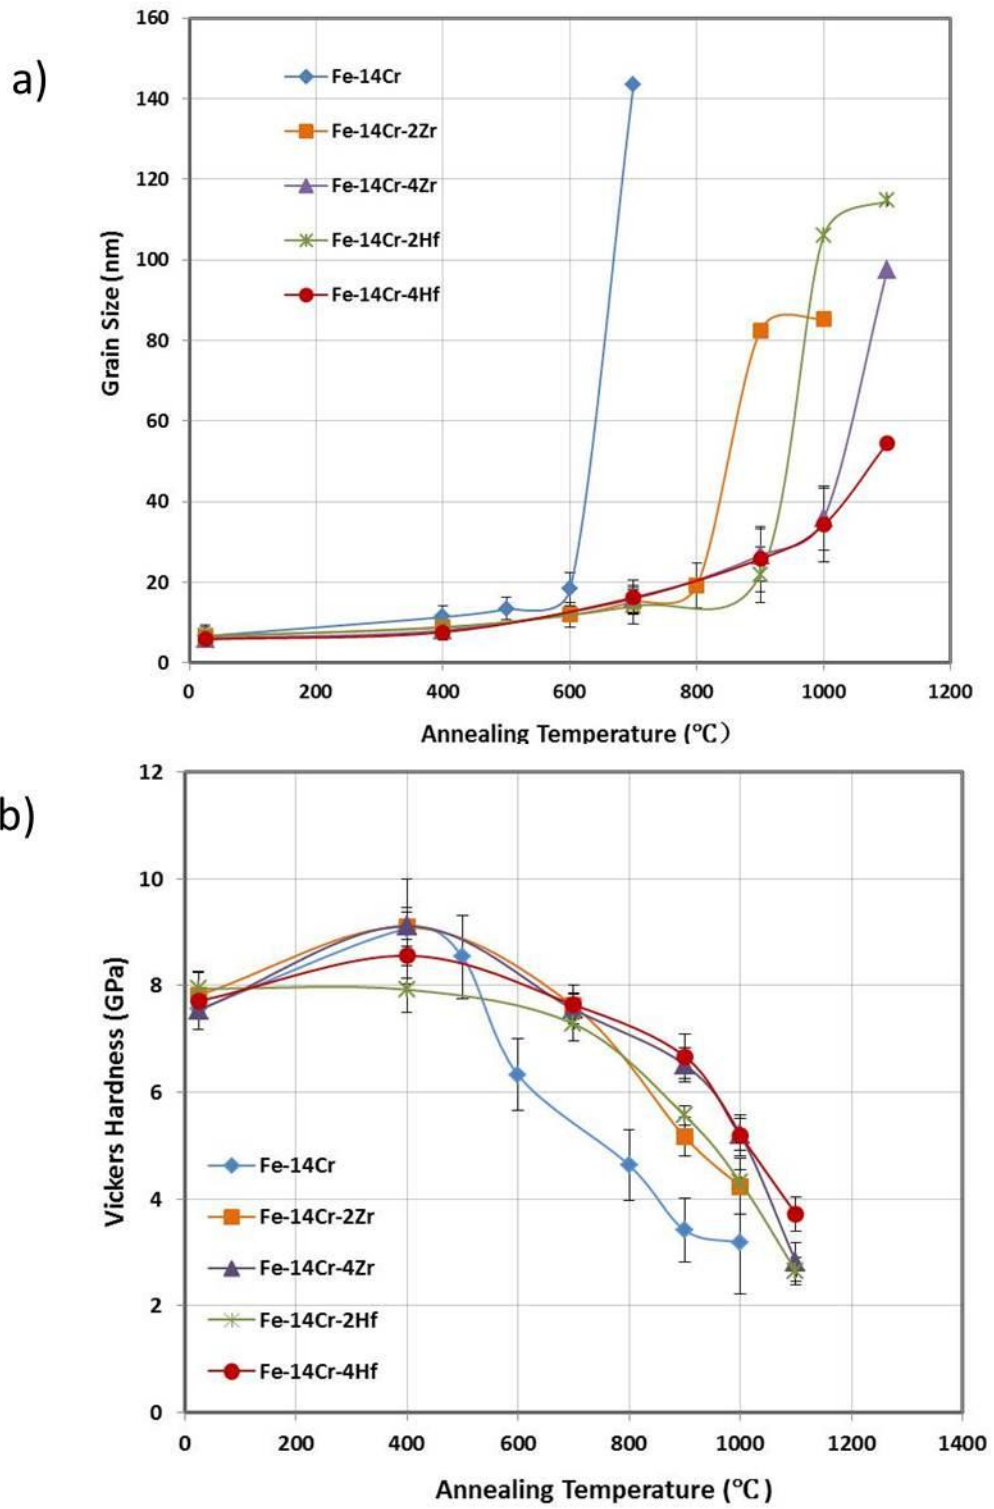 a)
160
140
120
100
80
60
40
20
0
Grain Size (nm)
Fe-14Cr
Fe-14Cr-2Zr
Fe-14Cr-4Zr
Fe-14Cr-2Hf
Fe-14Cr-4Hf
0 200 400 600 800 1000 1200
Annealing Temperature (℃)
b)
12
10
8
6
4
2
0
Vickers Hardness (GPa)
Fe-14Cr
Fe-14Cr-2Zr
Fe-14Cr-4Zr
Fe-14Cr-2Hf
Fe-14Cr-4Hf
0 200 400 600 800 1000 1200 1400
Annealing Temperature (℃)